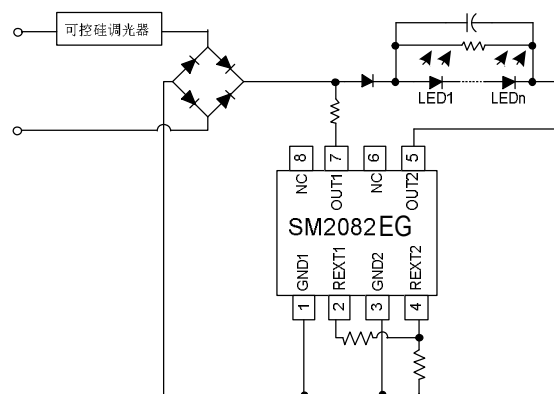 可控硅调光器
LED1
LEDn
8
7
6
5
NC
OUT1
NC
OUT2
SM2082EG
GND1
REXT1
GND2
REXT2
1
2
3
4